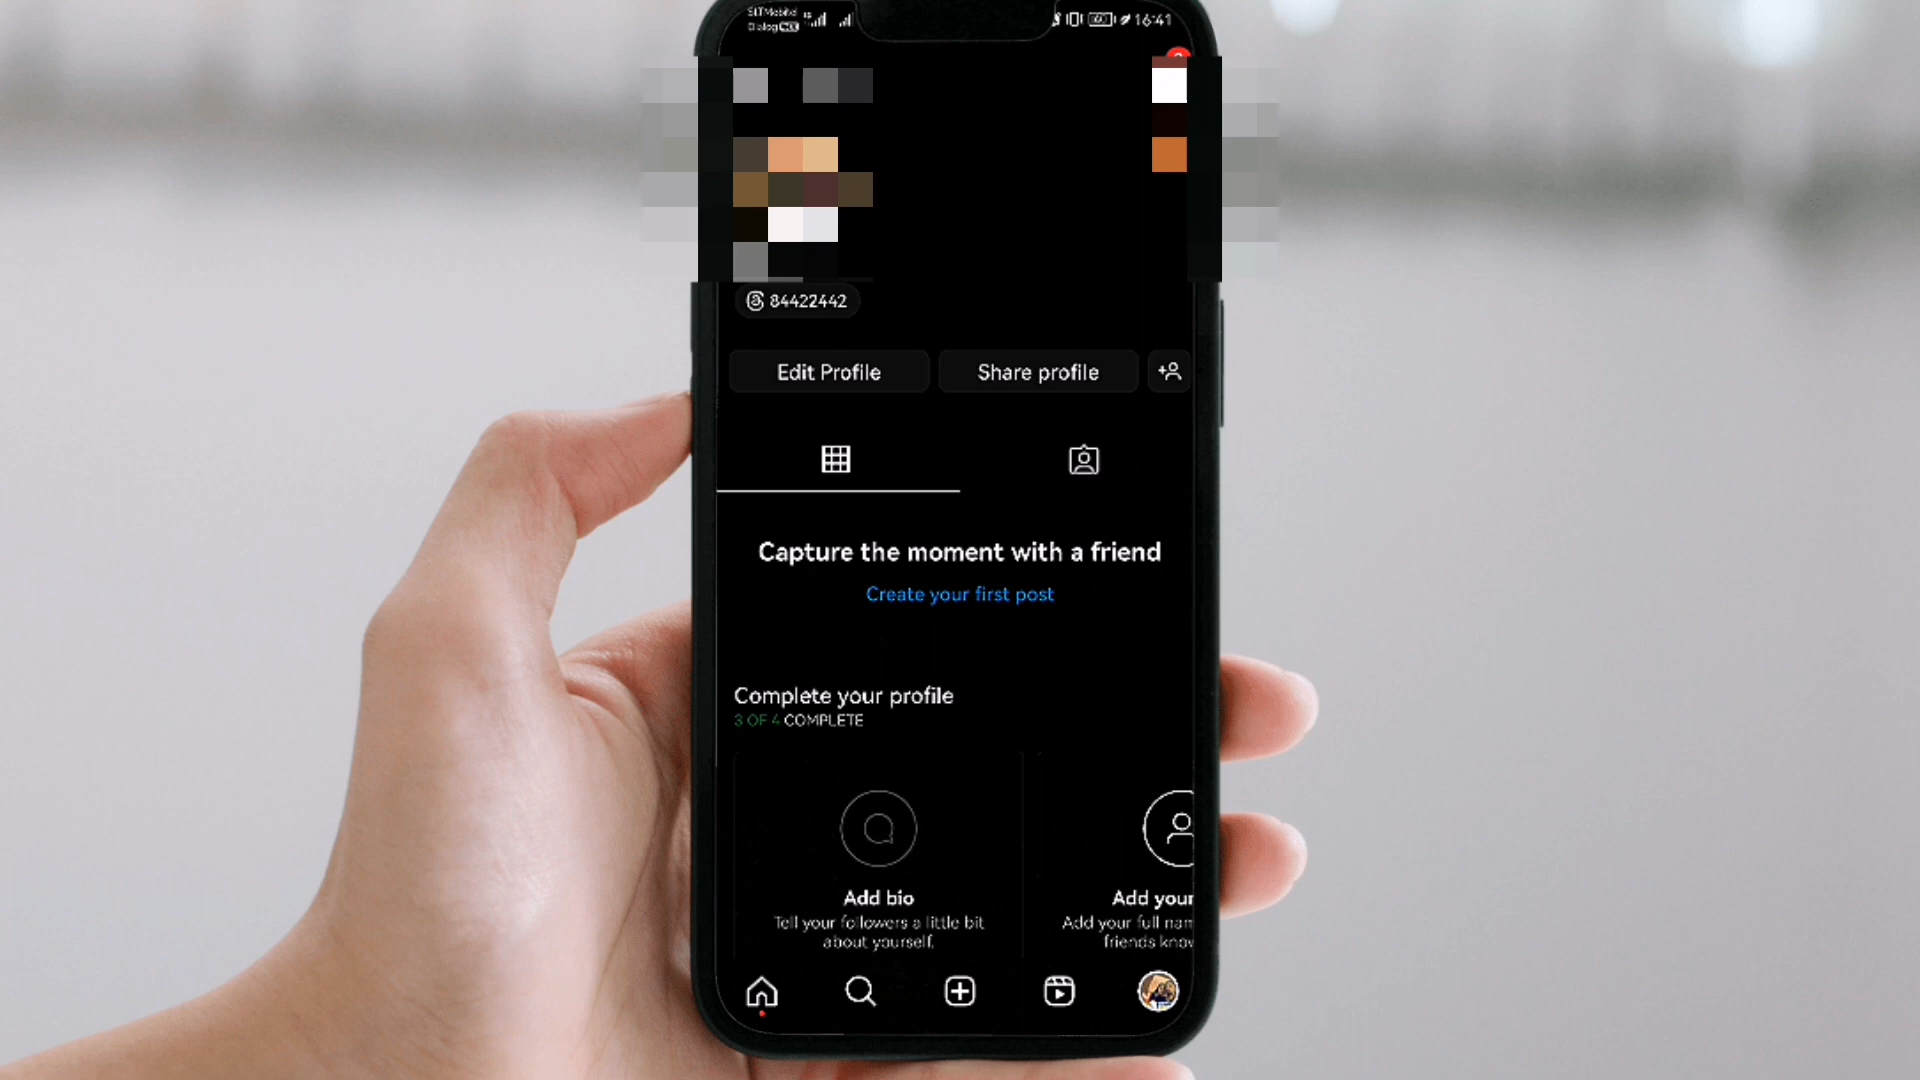 SLTMobitel
Dialog
16:41
84422442
Edit Profile
Share profile
Capture the moment with a friend
Create your first post
Complete your profile
3 OF 4 COMPLETE
Add bio
Tell your followers a little bit
about yourself.
Add your
Add your full
friends